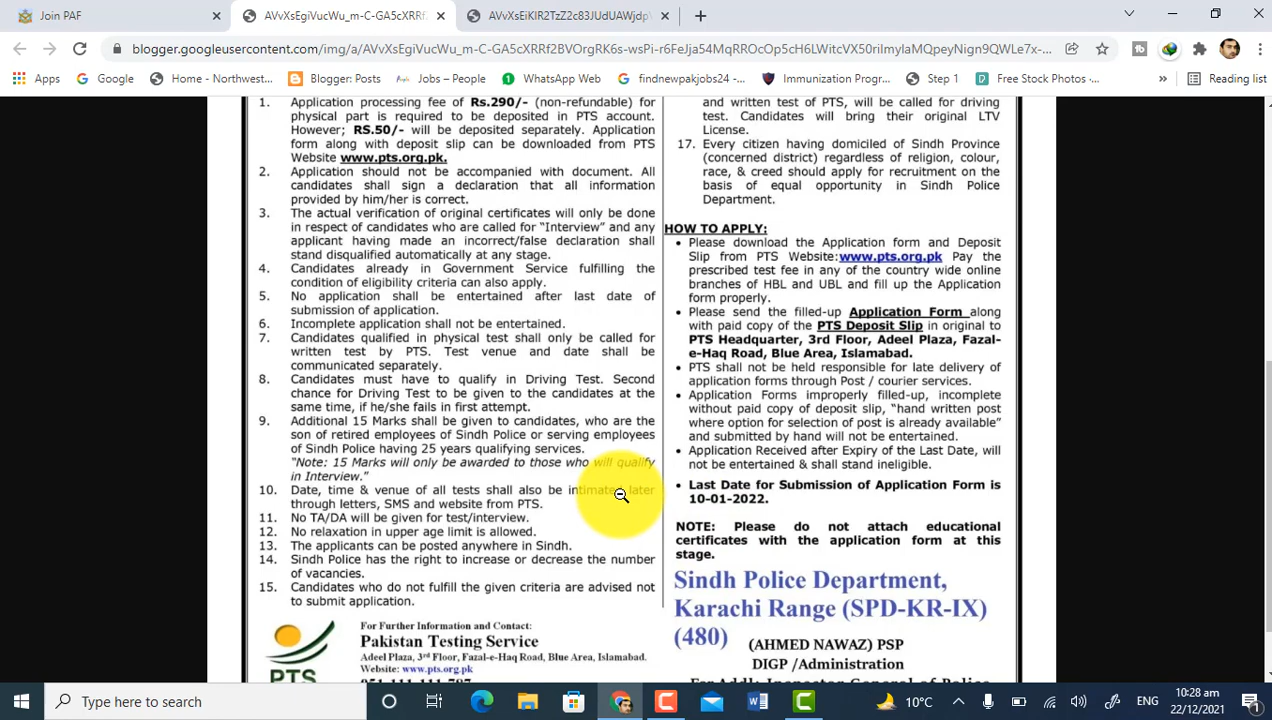 Join PAF
AVvXsEgiVucWu_m-C-GA5cXRRf2
AVvXsEiKIR2TzZ2c83JUdUAWjdp
blogger.googleusercontent.com/img/a/AVvXsEgiVucWu_m-C-GA5cXRRf2BVOrgRK6s-wsPi-r6FeJja54MqRROcOp5cH6LWitcVX50rilmylaMQpeyNign9QWLe7x-...
Apps
Google
Home - Northwest...
Blogger: Posts
Jobs – People
WhatsApp Web
findnewpakjobs24 -...
Immunization Progr...
Step 1
Free Stock Photos -...
»
Reading list
1. Application processing fee of Rs.290/- (non-refundable) for
physical part is required to be deposited in PTS account.
However; RS.50/- will be deposited separately. Application
form along with deposit slip can be downloaded from PTS
Website www.pts.org.pk.
2. Application should not be accompanied with document. All
candidates shall sign a declaration that all information
provided by him/her is correct.
3. The actual verification of original certificates will only be done
in respect of candidates who are called for "Interview" and any
applicant having made an incorrect/false declaration shall
stand disqualified automatically at any stage.
4. Candidates already in Government Service fulfilling the
condition of eligibility criteria can also apply.
5. No application shall be entertained after last date of
submission of application.
6. Incomplete application shall not be entertained.
7. Candidates qualified in physical test shall only be called for
written test by PTS. Test venue and date shall be
communicated separately.
8. Candidates must have to qualify in Driving Test. Second
chance for Driving Test to be given to the candidates at the
same time, if he/she fails in first attempt.
9. Additional 15 Marks shall be given to candidates, who are the
son of retired employees of Sindh Police or serving employees
of Sindh Police having 25 years qualifying services.
"Note: 15 Marks will only be awarded to those who will qualify
in Interview."
10. Date, time & venue of all tests shall also be intimated later
through letters, SMS and website from PTS.
11. No TA/DA will be given for test/interview.
12. No relaxation in upper age limit is allowed.
13. The applicants can be posted anywhere in Sindh.
14. Sindh Police has the right to increase or decrease the number
of vacancies.
15. Candidates who do not fulfill the given criteria are advised not
to submit application.
For Further Information and Contact:
Pakistan Testing Service
Adeel Plaza, 3rd Floor, Fazal-e-Haq Road, Blue Area, Islamabad.
Website: www.pts.org.pk
PTS
051-111-111-787
and written test of PTS, will be called for driving
test. Candidates will bring their original LTV
License.
17. Every citizen having domiciled of Sindh Province
(concerned district) regardless of religion, colour,
race, & creed should apply for recruitment on the
basis of equal opportunity in Sindh Police
Department.
HOW TO APPLY:
• Please download the Application form and Deposit
Slip from PTS Website:www.pts.org.pk Pay the
prescribed test fee in any of the country wide online
branches of HBL and UBL and fill up the Application
form properly.
• Please send the filled-up Application Form along
with paid copy of the PTS Deposit Slip in original to
PTS Headquarter, 3rd Floor, Adeel Plaza, Fazal-
e-Haq Road, Blue Area, Islamabad.
• PTS shall not be held responsible for late delivery of
application forms through Post / courier services.
• Application Forms improperly filled-up, incomplete
without paid copy of deposit slip, "hand written post
where option for selection of post is already available"
and submitted by hand will not be entertained.
• Application Received after Expiry of the Last Date, will
not be entertained & shall stand ineligible.
• Last Date for Submission of Application Form is
10-01-2022.
NOTE: Please do not attach educational
certificates with the application form at this
stage.
Sindh Police Department,
Karachi Range (SPD-KR-IX)
(480)
(AHMED NAWAZ) PSP
DIGP /Administration
For Addl: Inspector General of Police
Type here to search
10°C
ENG
10:28 am
22/12/2021
1